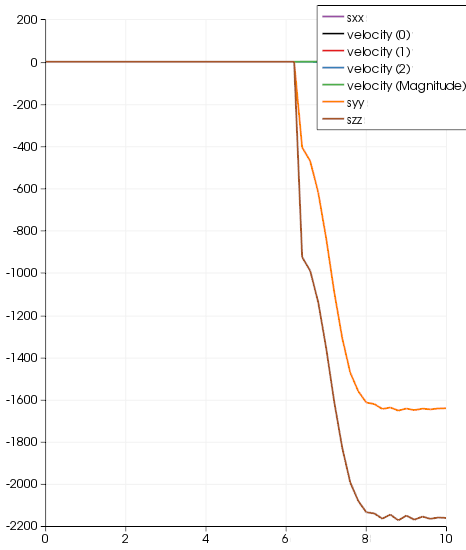 200
0
-200
-400
-600
-800
-1000
-1200
-1400
-1600
-1800
-2000
-2200
0 2 4 6 8 10
sxx
velocity (0)
velocity (1)
velocity (2)
velocity (Magnitude)
syy
szz